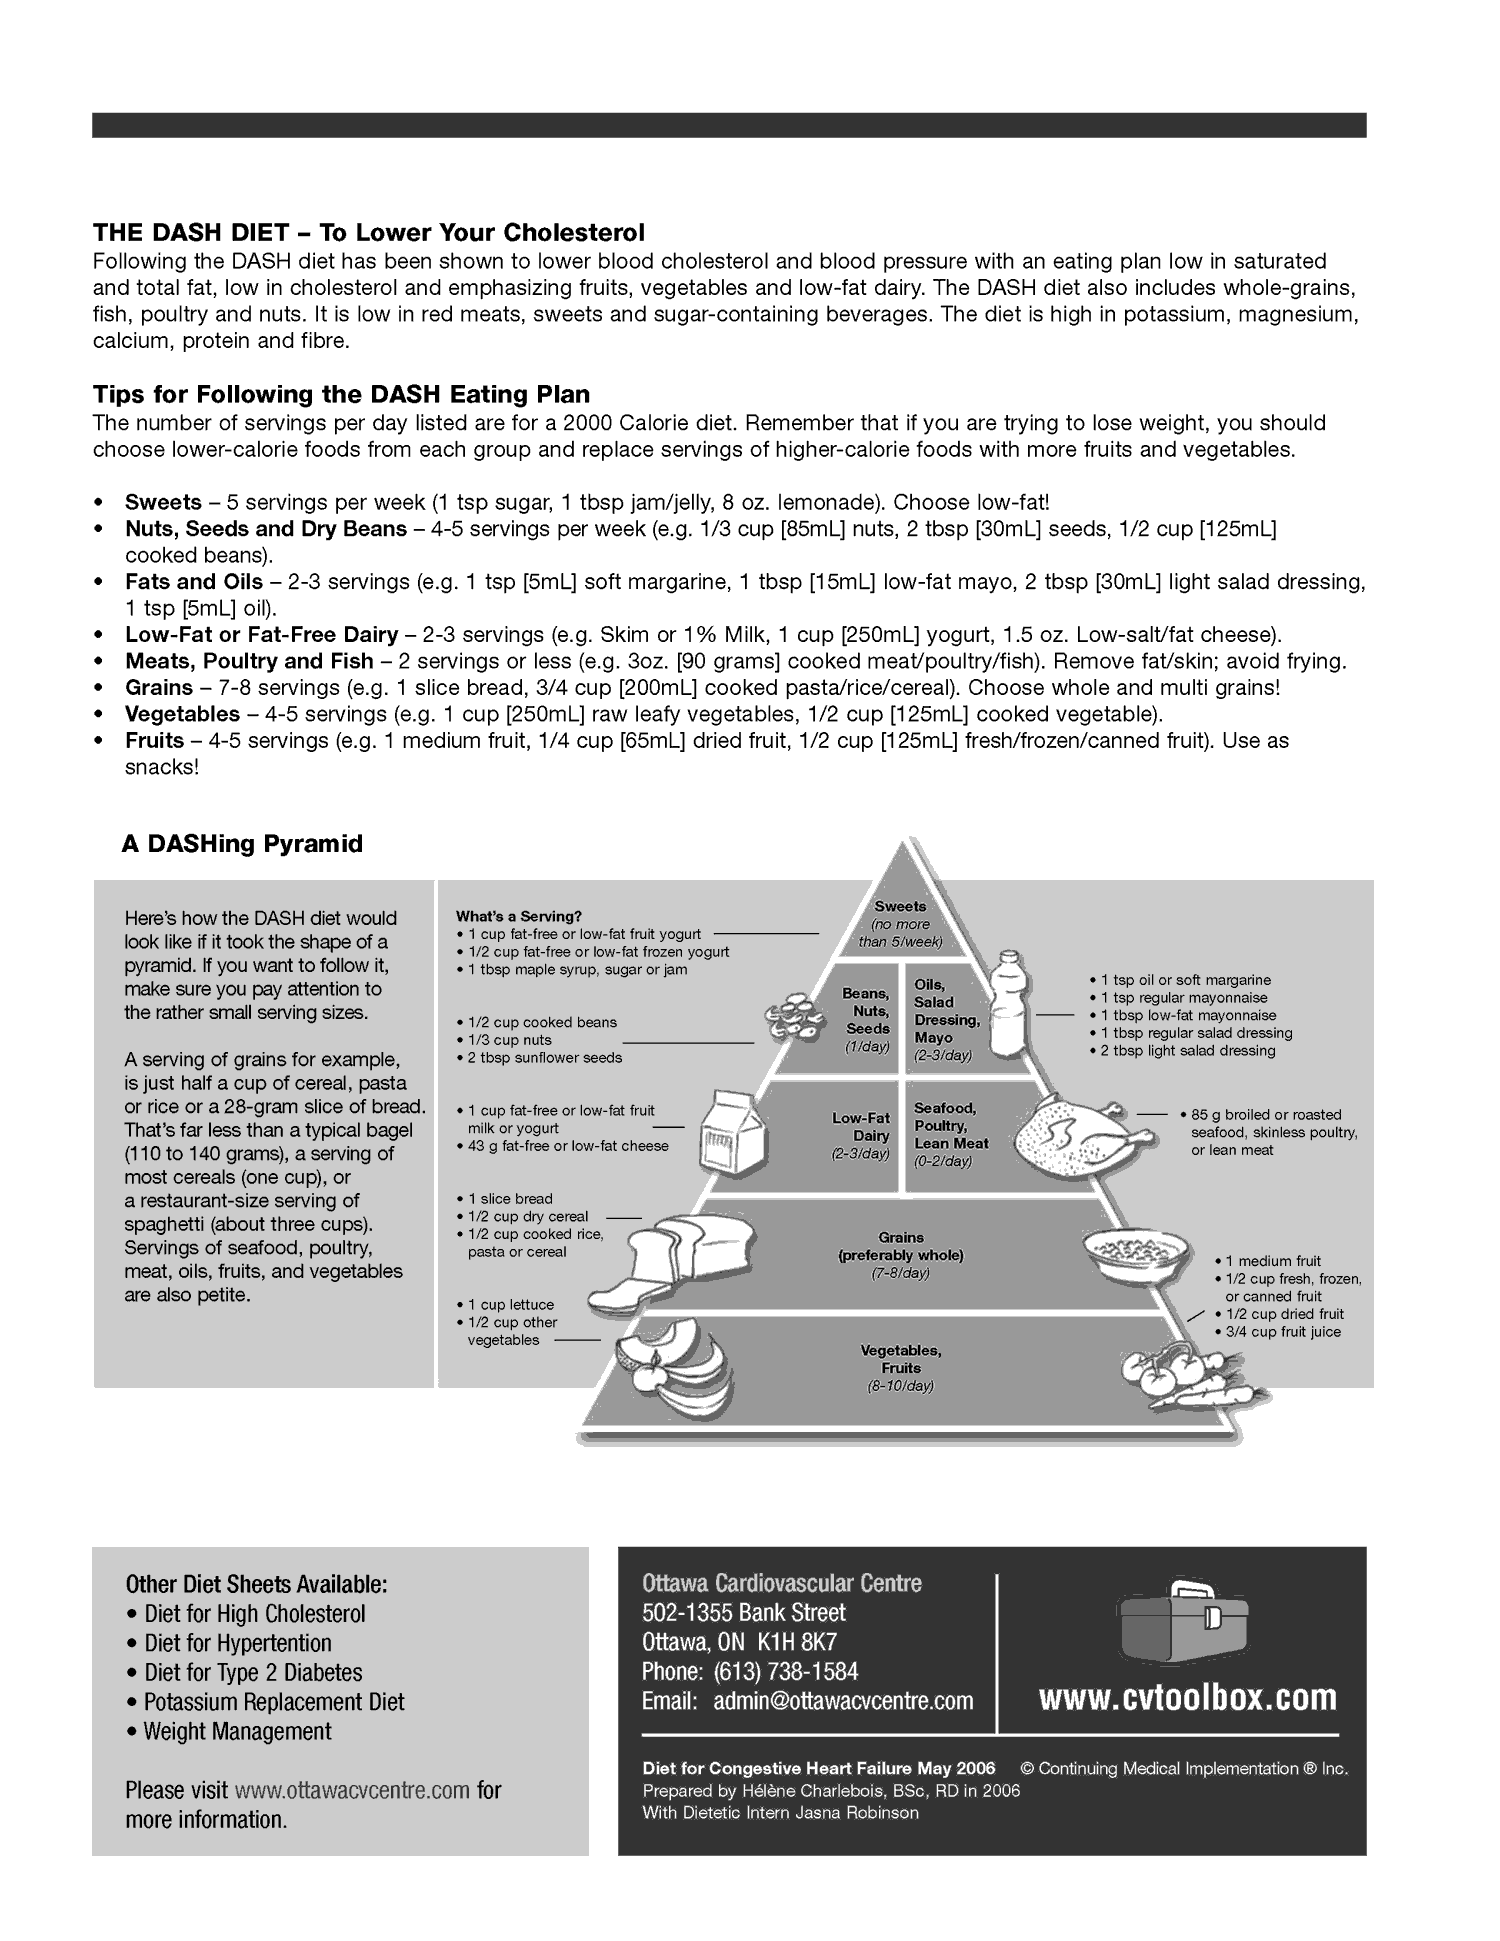 THE DASH DIET – To Lower Your Cholesterol
Following the DASH diet has been shown to lower blood cholesterol and blood pressure with an eating plan low in saturated
and total fat, low in cholesterol and emphasizing fruits, vegetables and low-fat dairy. The DASH diet also includes whole-grains,
fish, poultry and nuts. It is low in red meats, sweets and sugar-containing beverages. The diet is high in potassium, magnesium,
calcium, protein and fibre.
Tips for Following the DASH Eating Plan
The number of servings per day listed are for a 2000 Calorie diet. Remember that if you are trying to lose weight, you should
choose lower-calorie foods from each group and replace servings of higher-calorie foods with more fruits and vegetables.
• Sweets – 5 servings per week (1 tsp sugar, 1 tbsp jam/jelly, 8 oz. lemonade). Choose low-fat!
• Nuts, Seeds and Dry Beans – 4-5 servings per week (e.g. 1/3 cup [85mL] nuts, 2 tbsp [30mL] seeds, 1/2 cup [125mL]
cooked beans).
• Fats and Oils – 2-3 servings (e.g. 1 tsp [5mL] soft margarine, 1 tbsp [15mL] low-fat mayo, 2 tbsp [30mL] light salad dressing,
1 tsp [5mL] oil).
• Low-Fat or Fat-Free Dairy – 2-3 servings (e.g. Skim or 1% Milk, 1 cup [250mL] yogurt, 1.5 oz. Low-salt/fat cheese).
• Meats, Poultry and Fish – 2 servings or less (e.g. 3oz. [90 grams] cooked meat/poultry/fish). Remove fat/skin; avoid frying.
• Grains – 7-8 servings (e.g. 1 slice bread, 3/4 cup [200mL] cooked pasta/rice/cereal). Choose whole and multi grains!
• Vegetables – 4-5 servings (e.g. 1 cup [250mL] raw leafy vegetables, 1/2 cup [125mL] cooked vegetable).
• Fruits – 4-5 servings (e.g. 1 medium fruit, 1/4 cup [65mL] dried fruit, 1/2 cup [125mL] fresh/frozen/canned fruit). Use as
snacks!
A DASHing Pyramid
Here's how the DASH diet would
look like if it took the shape of a
pyramid. If you want to follow it,
make sure you pay attention to
the rather small serving sizes.
A serving of grains for example,
is just half a cup of cereal, pasta
or rice or a 28-gram slice of bread.
That's far less than a typical bagel
(110 to 140 grams), a serving of
most cereals (one cup), or
a restaurant-size serving of
spaghetti (about three cups).
Servings of seafood, poultry,
meat, oils, fruits, and vegetables
are also petite.
What's a Serving?
• 1 cup fat-free or low-fat fruit yogurt
• 1/2 cup fat-free or low-fat frozen yogurt
• 1 tbsp maple syrup, sugar or jam
• 1/2 cup cooked beans
• 1/3 cup nuts
• 2 tbsp sunflower seeds
• 1 cup fat-free or low-fat fruit
milk or yogurt
• 43 g fat-free or low-fat cheese
• 1 slice bread
• 1/2 cup dry cereal
• 1/2 cup cooked rice,
pasta or cereal
• 1 cup lettuce
• 1/2 cup other
vegetables
Sweets
(no more
than 5/week)
Beans,
Nuts,
Seeds
(1/day)
Oils,
Salad
Dressing,
Mayo
(2-3/day)
Low-Fat
Dairy
(2-3/day)
Seafood,
Poultry,
Lean Meat
(0-2/day)
Grains
(preferably whole)
(7-8/day)
Vegetables,
Fruits
(8-10/day)
• 1 tsp oil or soft margarine
• 1 tsp regular mayonnaise
• 1 tbsp low-fat mayonnaise
• 1 tbsp regular salad dressing
• 2 tbsp light salad dressing
• 85 g broiled or roasted
seafood, skinless poultry,
or lean meat
• 1 medium fruit
• 1/2 cup fresh, frozen,
or canned fruit
• 1/2 cup dried fruit
• 3/4 cup fruit juice
Other Diet Sheets Available:
• Diet for High Cholesterol
• Diet for Hypertention
• Diet for Type 2 Diabetes
• Potassium Replacement Diet
• Weight Management
Please visit www.ottawacvcentre.com for
more information.
Ottawa Cardiovascular Centre
502-1355 Bank Street
Ottawa, ON K1H 8K7
Phone: (613) 738-1584
Email: admin@ottawacvcentre.com
www.cvtoolbox.com
Diet for Congestive Heart Failure May 2006 © Continuing Medical Implementation ® Inc.
Prepared by Hélène Charlebois, BSc, RD in 2006
With Dietetic Intern Jasna Robinson